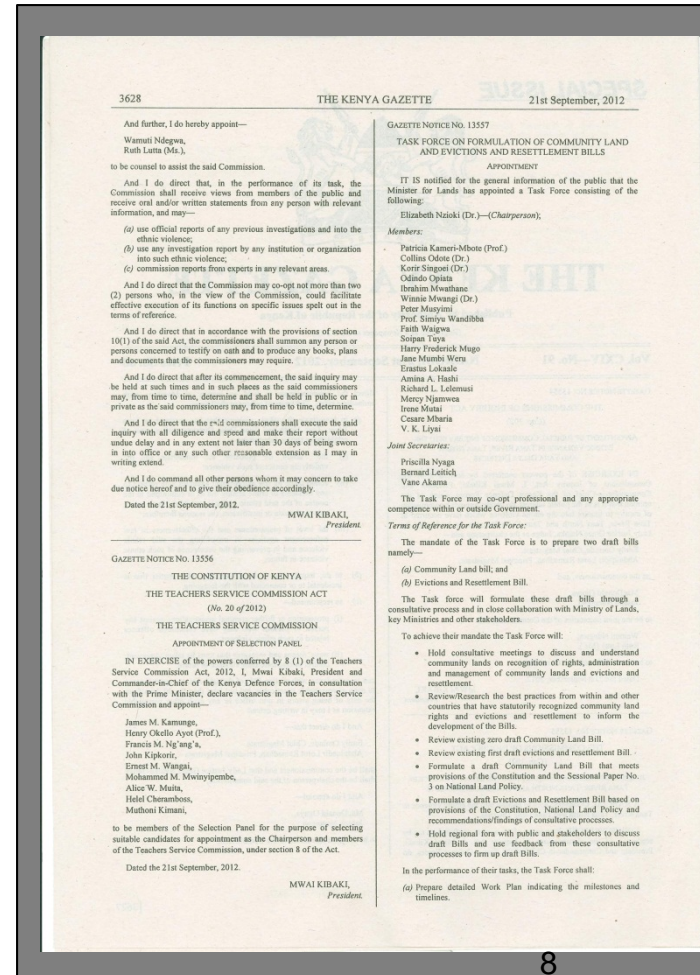 3628
THE KENYA GAZETTE
21st September, 2012
And further, I do hereby appoint—
Wamuti Ndegwa,
Ruth Lutta (Ms.),
to be counsel to assist the said Commission.
And I do direct that, in the performance of its task, the
Commission shall receive views from members of the public and
receive oral and/or written statements from any person with relevant
information, and may—
(a) use official reports of any previous investigations and into the
ethnic violence;
(b) use any investigation report by any institution or organization
into such ethnic violence;
(c) commission reports from experts in any relevant areas.
And I do direct that the Commission may co-opt not more than two
(2) persons who, in the view of the Commission, could facilitate
effective execution of its functions on specific issues spelt out in the
terms of reference.
And I do direct that in accordance with the provisions of section
10(1) of the said Act, the commissioners shall summon any person or
persons concerned to testify on oath and to produce any books, plans
and documents that the commissioners may require.
And I do direct that after its commencement, the said inquiry may
be held at such times and in such places as the said commissioners
may, from time to time, determine and shall be held in public or in
private as the said commissioners may, from time to time, determine.
And I do direct that the said commissioners shall execute the said
inquiry with all diligence and speed and make their report without
undue delay and in any extent not later than 30 days of being sworn
in into office or any such other reasonable extension as I may in
writing extend.
And I do command all other persons whom it may concern to take
due notice hereof and to give their obedience accordingly.
Dated the 21st September, 2012.
MWAI KIBAKI,
President.
GAZETTE NOTICE NO. 13556
THE CONSTITUTION OF KENYA
THE TEACHERS SERVICE COMMISSION ACT
(No. 20 of 2012)
THE TEACHERS SERVICE COMMISSION
APPOINTMENT OF SELECTION PANEL
IN EXERCISE of the powers conferred by 8 (1) of the Teachers
Service Commission Act, 2012, I, Mwai Kibaki, President and
Commander-in-Chief of the Kenya Defence Forces, in consultation
with the Prime Minister, declare vacancies in the Teachers Service
Commission and appoint—
James M. Kamunge,
Henry Okello Ayot (Prof.),
Francis M. Ng'ang'a,
John Kipkorir,
Ernest M. Wangai,
Mohammed M. Mwinyipembe,
Alice W. Muita,
Helel Cheramboss,
Muthoni Kimani,
to be members of the Selection Panel for the purpose of selecting
suitable candidates for appointment as the Chairperson and members
of the Teachers Service Commission, under section 8 of the Act.
Dated the 21st September, 2012.
MWAI KIBAKI,
President.
GAZETTE NOTICE NO. 13557
TASK FORCE ON FORMULATION OF COMMUNITY LAND
AND EVICTIONS AND RESETTLEMENT BILLS
APPOINTMENT
IT IS notified for the general information of the public that the
Minister for Lands has appointed a Task Force consisting of the
following:
Elizabeth Nzioki (Dr.)—(Chairperson);
Members:
Patricia Kameri-Mbote (Prof.)
Collins Odote (Dr.)
Korir Singoei (Dr.)
Odindo Opiata
Ibrahim Mwathane
Winnie Mwangi (Dr.)
Peter Musyimi
Prof. Simiyu Wandibba
Faith Waigwa
Soipan Tuya
Harry Frederick Mugo
Jane Mumbi Weru
Erastus Lokaale
Amina A. Hashi
Richard L. Lelemusi
Mercy Njamwea
Irene Mutai
Cesare Mbaria
V. K. Liyai
Joint Secretaries:
Priscilla Nyaga
Bernard Leitich
Vane Akama
The Task Force may co-opt professional and any appropriate
competence within or outside Government.
Terms of Reference for the Task Force:
The mandate of the Task Force is to prepare two draft bills
namely—
(a) Community Land bill; and
(b) Evictions and Resettlement Bill.
The Task force will formulate these draft bills through a
consultative process and in close collaboration with Ministry of Lands,
key Ministries and other stakeholders.
To achieve their mandate the Task Force will:
• Hold consultative meetings to discuss and understand
community lands on recognition of rights, administration
and management of community lands and evictions and
resettlement.
• Review/Research the best practices from within and other
countries that have statutorily recognized community land
rights and evictions and resettlement to inform the
development of the Bills.
• Review existing zero draft Community Land Bill.
• Review existing first draft evictions and resettlement Bill.
• Formulate a draft Community Land Bill that meets
provisions of the Constitution and the Sessional Paper No.
3 on National Land Policy.
• Formulate a draft Evictions and Resettlement Bill based on
provisions of the Constitution, National Land Policy and
recommendations/findings of consultative processes.
• Hold regional fora with public and stakeholders to discuss
draft Bills and use feedback from these consultative
processes to firm up draft Bills.
In the performance of their tasks, the Task Force shall:
(a) Prepare detailed Work Plan indicating the milestones and
timelines.
8